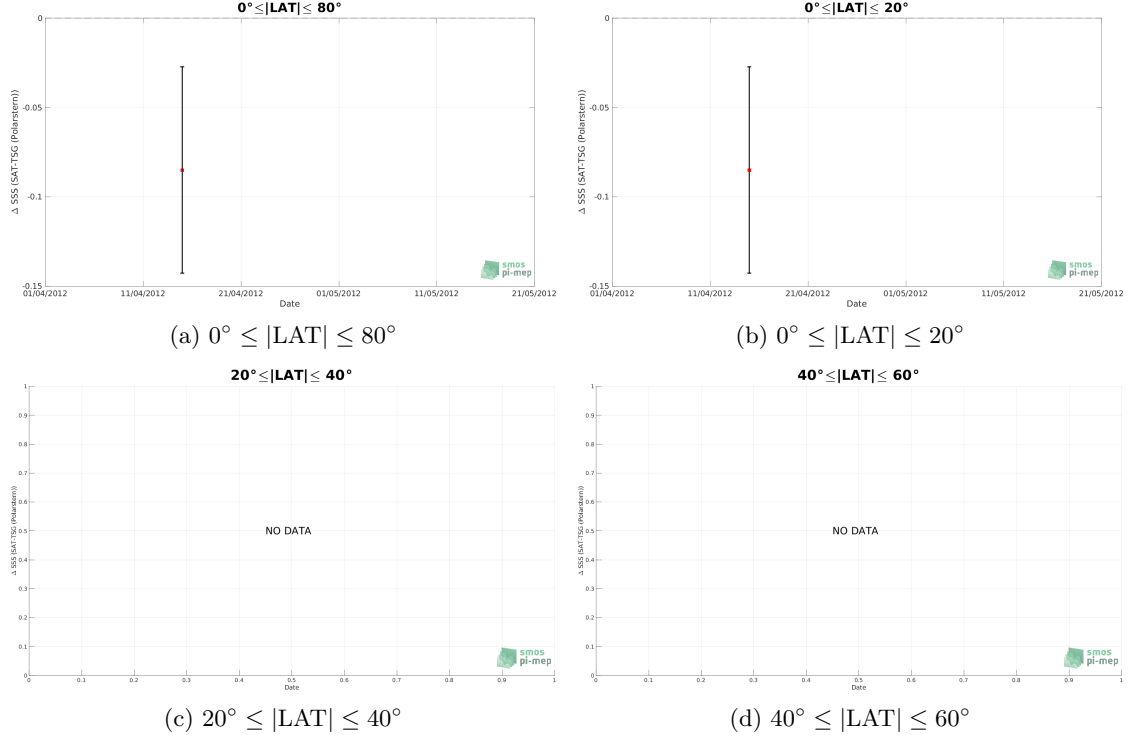 0°≤|LAT|≤ 80°
0
-0.05
-0.1
-0.15
Δ SSS (SAT-TSG (Polarstern))
01/04/2012 11/04/2012 21/04/2012 01/05/2012 11/05/2012 21/05/2012
Date
smos
pi-mep
(a) 0° ≤ |LAT| ≤ 80°
0°≤|LAT|≤ 20°
0
-0.05
-0.1
-0.15
Δ SSS (SAT-TSG (Polarstern))
01/04/2012 11/04/2012 21/04/2012 01/05/2012 11/05/2012 21/05/2012
Date
smos
pi-mep
(b) 0° ≤ |LAT| ≤ 20°
20°≤|LAT|≤ 40°
1
0.9
0.8
0.7
0.6
0.5
0.4
0.3
0.2
0.1
0
Δ SSS (SAT-TSG (Polarstern))
NO DATA
0 0.1 0.2 0.3 0.4 0.5 0.6 0.7 0.8 0.9 1
Date
smos
pi-mep
(c) 20° ≤ |LAT| ≤ 40°
40°≤|LAT|≤ 60°
1
0.9
0.8
0.7
0.6
0.5
0.4
0.3
0.2
0.1
0
Δ SSS (SAT-TSG (Polarstern))
NO DATA
0 0.1 0.2 0.3 0.4 0.5 0.6 0.7 0.8 0.9 1
Date
smos
pi-mep
(d) 40° ≤ |LAT| ≤ 60°